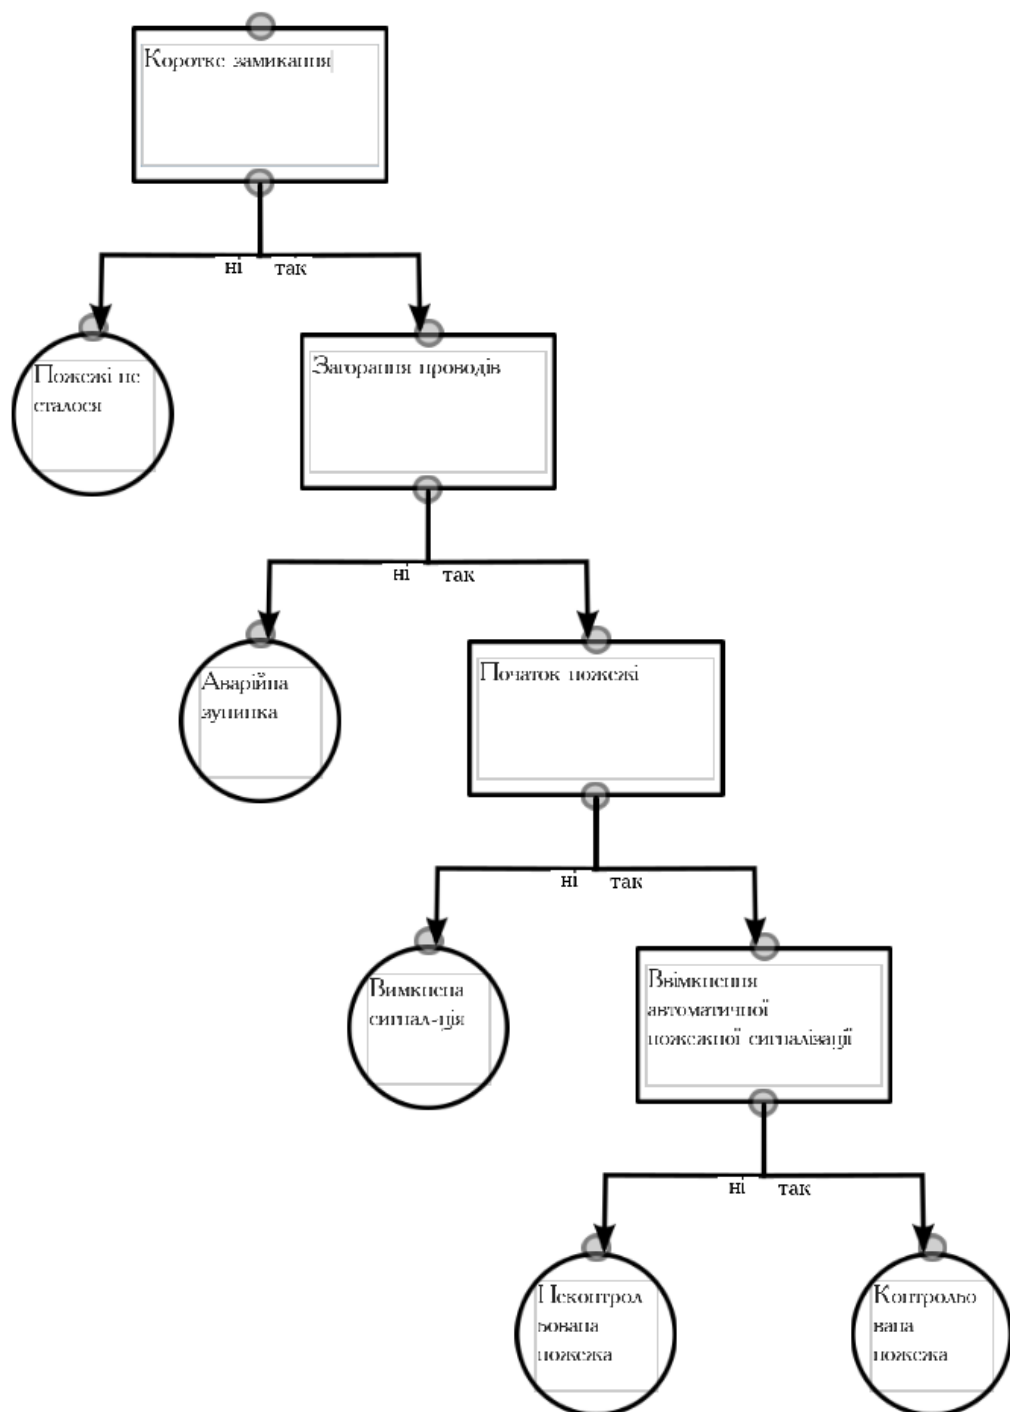 Коротке замикання
ні так
Пожежі не
сталося
Загорання проводів
ні так
Аварійна
зупинка
Початок пожежі
ні так
Вимкнена
сигнал-ція
Ввімкнення
автоматичної
пожежної сигналізації
ні так
Неконтрол
ьована
пожежа
Контрольо
вана
пожежа